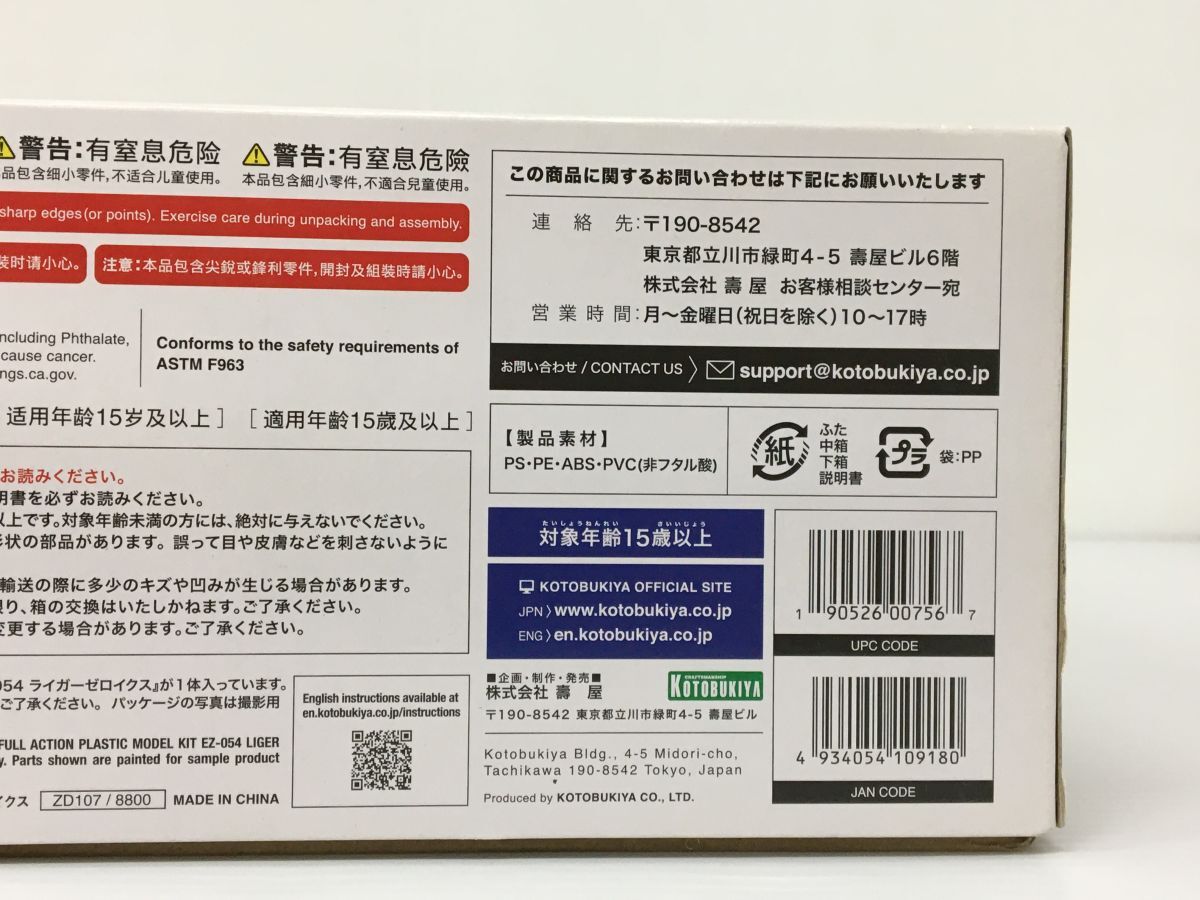 警告:有窒息危险
品包含细小零件,不适合儿童使用。
警告:有窒息危險
本品包含細小零件,不適合兒童使用。
sharp edges(or points). Exercise care during unpacking and assembly.
装时请小心。
注意:本品包含尖銳或鋒利零件,開封及組裝時請小心。
ncluding Phthalate,
cause cancer.
ngs.ca.gov.
Conforms to the safety requirements of
ASTM F963
适用年龄15岁及以上]
[適用年齡15歲及以上]
お読みください。
明書を必ずお読みください。
以上です。対象年齢未満の方には、絶対に与えないでください。
形状の部品があります。誤って目や皮膚などを刺さないように
輸送の際に多少のキズや凹みが生じる場合があります。
限り、箱の交換はいたしかねます。ご了承ください。
変更する場合があります。ご了承ください。
054 ライガーゼロイクス』が1体入っています。
ご了承ください。パッケージの写真は撮影用
FULL ACTION PLASTIC MODEL KIT EZ-054 LIGER
y. Parts shown are painted for sample product
イクス
ZD107 / 8800
MADE IN CHINA
English instructions available at
en.kotobukiya.co.jp/instructions
この商品に関するお問い合わせは下記にお願いいたします
連絡先:〒190-8542
東京都立川市緑町4-5 壽屋ビル6階
株式会社 壽 屋 お客様相談センター宛
営業時間:月〜金曜日(祝日を除く)10〜17時
お問い合わせ / CONTACT US 〉 support@kotobukiya.co.jp
【製品素材】
PS・PE・ABS・PVC(非フタル酸)
紙
ふた
中箱
下箱
説明書
プラ
袋:PP
たいしょうねんれい さいいじょう
対象年齢15歳以上
KOTOBUKIYA OFFICIAL SITE
JPN 〉www.kotobukiya.co.jp
ENG 〉en.kotobukiya.co.jp
■企画・制作・発売■
株式会社 壽 屋
CRAFTSMANSHIP
KOTOBUKIYA
〒190-8542 東京都立川市緑町4-5 壽屋ビル
Kotobukiya Bldg., 4-5 Midori-cho,
Tachikawa 190-8542 Tokyo, Japan
Produced by KOTOBUKIYA CO., LTD.
1 90526 00756 7
UPC CODE
4 934054 109180
JAN CODE